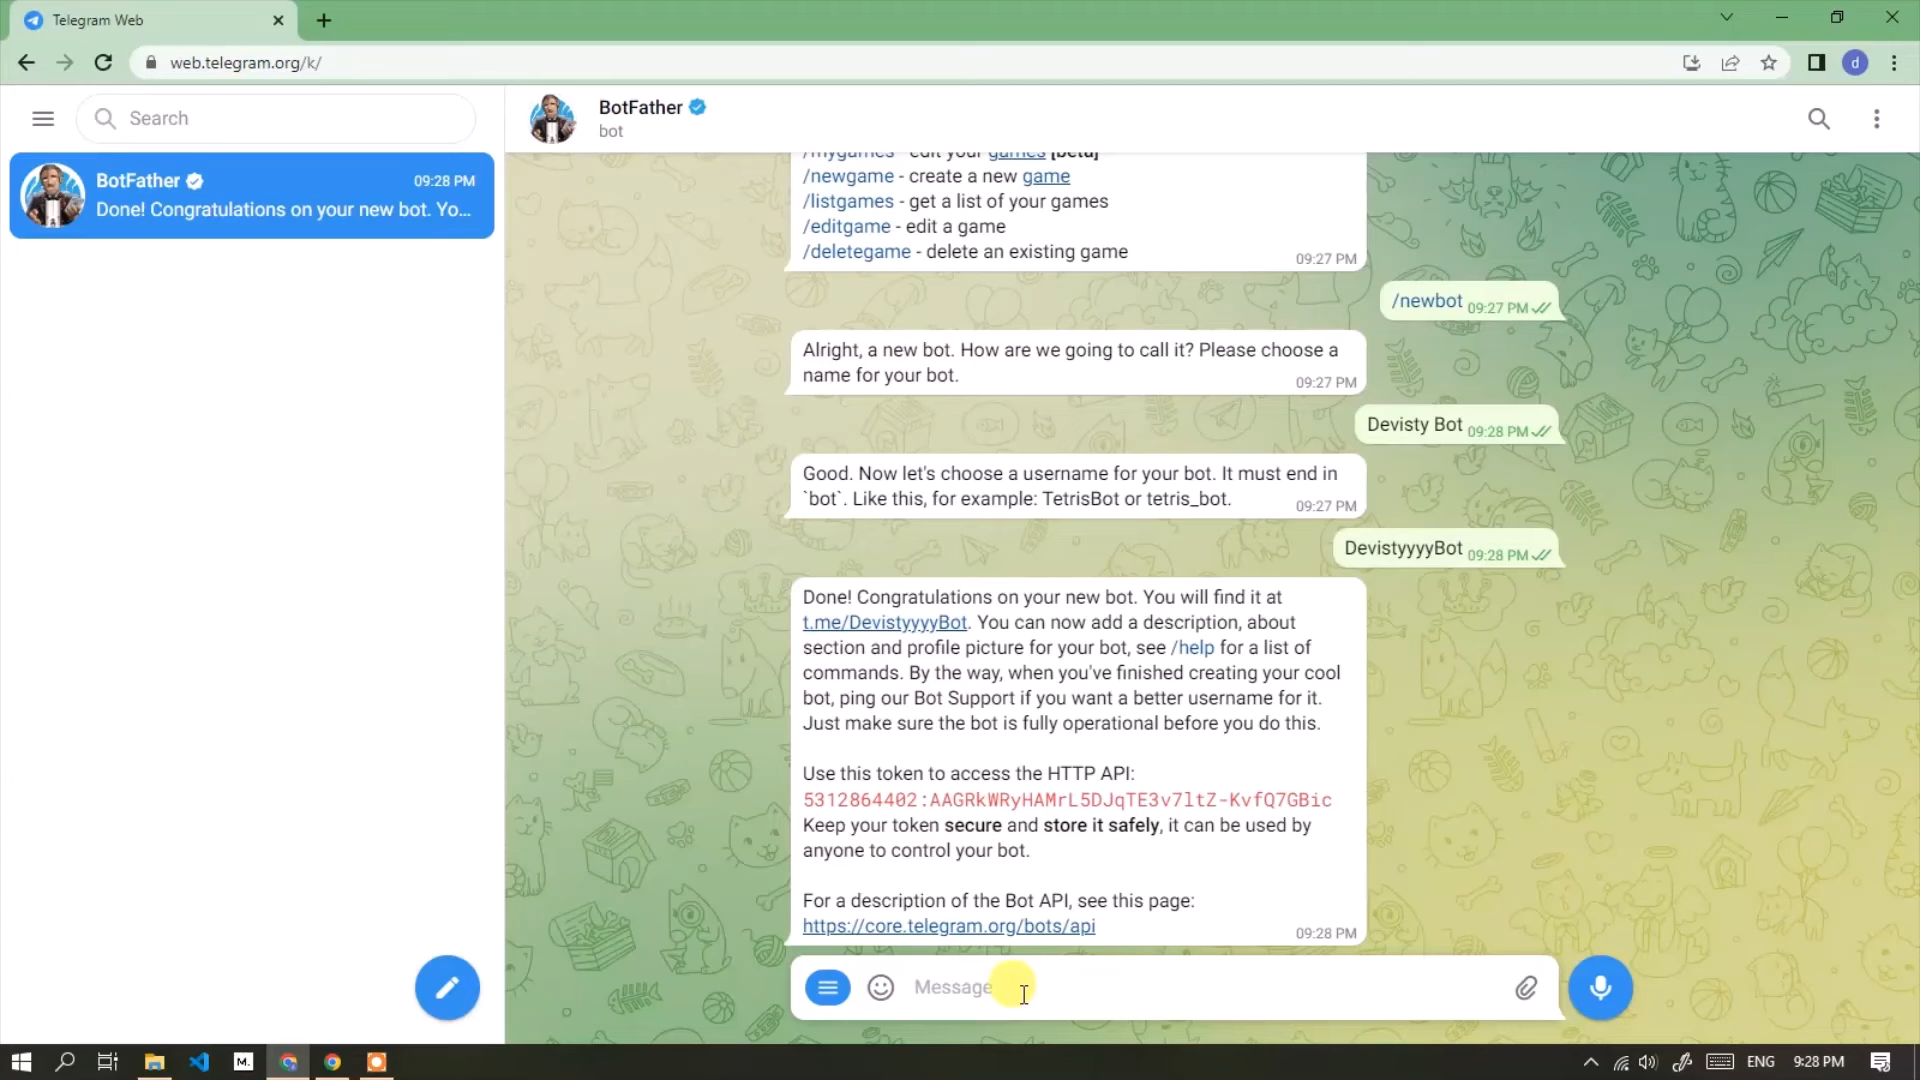 Telegram Web
web.telegram.org/k/
d
Search
BotFather
09:28 PM
Done! Congratulations on your new bot. Yo...
BotFather
bot
/mygames - edit your games [beta]
/newgame - create a new game
/listgames - get a list of your games
/editgame - edit a game
/deletegame - delete an existing game
09:27 PM
/newbot 09:27 PM
Alright, a new bot. How are we going to call it? Please choose a
name for your bot.
09:27 PM
Devisty Bot 09:28 PM
Good. Now let's choose a username for your bot. It must end in
`bot`. Like this, for example: TetrisBot or tetris_bot.
09:27 PM
DevistyyyyBot 09:28 PM
Done! Congratulations on your new bot. You will find it at
t.me/DevistyyyyBot. You can now add a description, about
section and profile picture for your bot, see /help for a list of
commands. By the way, when you've finished creating your cool
bot, ping our Bot Support if you want a better username for it.
Just make sure the bot is fully operational before you do this.
Use this token to access the HTTP API:
5312864402:AAGRkWRyHAMrL5DJqTE3v7ltZ-KvfQ7GBic
Keep your token secure and store it safely, it can be used by
anyone to control your bot.
For a description of the Bot API, see this page:
https://core.telegram.org/bots/api
09:28 PM
Message
M.
ENG
9:28 PM